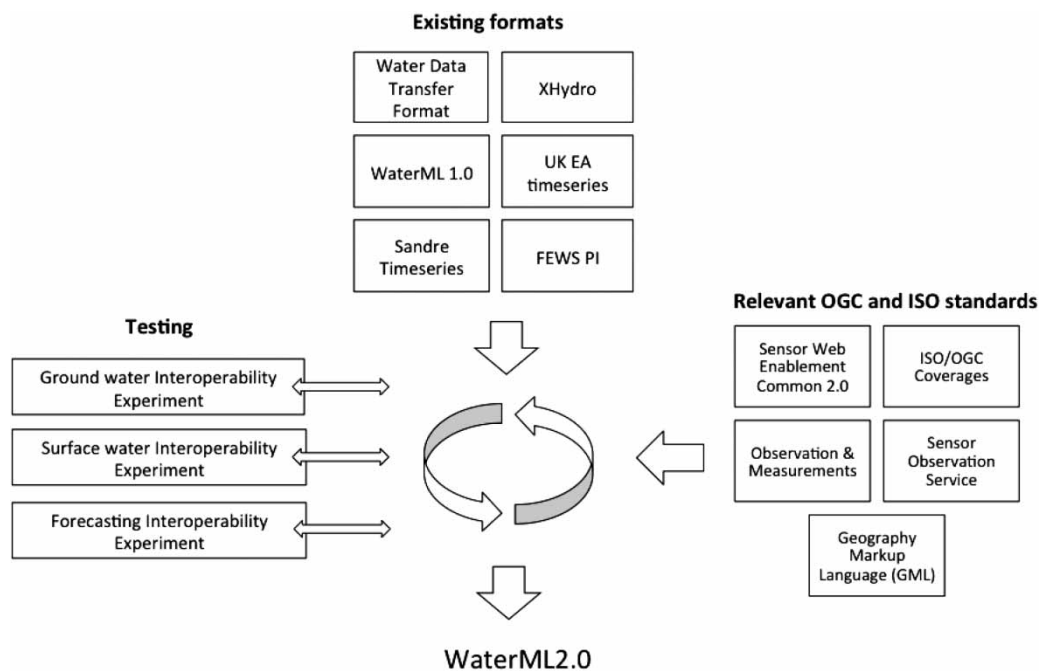 Existing formats
Water Data
Transfer
Format
XHydro
WaterML 1.0
UK EA
timeseries
Sandre
Timeseries
FEWS PI
Testing
Ground water Interoperability
Experiment
Surface water Interoperability
Experiment
Forecasting Interoperability
Experiment
Relevant OGC and ISO standards
Sensor Web
Enablement
Common 2.0
ISO/OGC
Coverages
Observation &
Measurements
Sensor
Observation
Service
Geography
Markup
Language (GML)
WaterML2.0